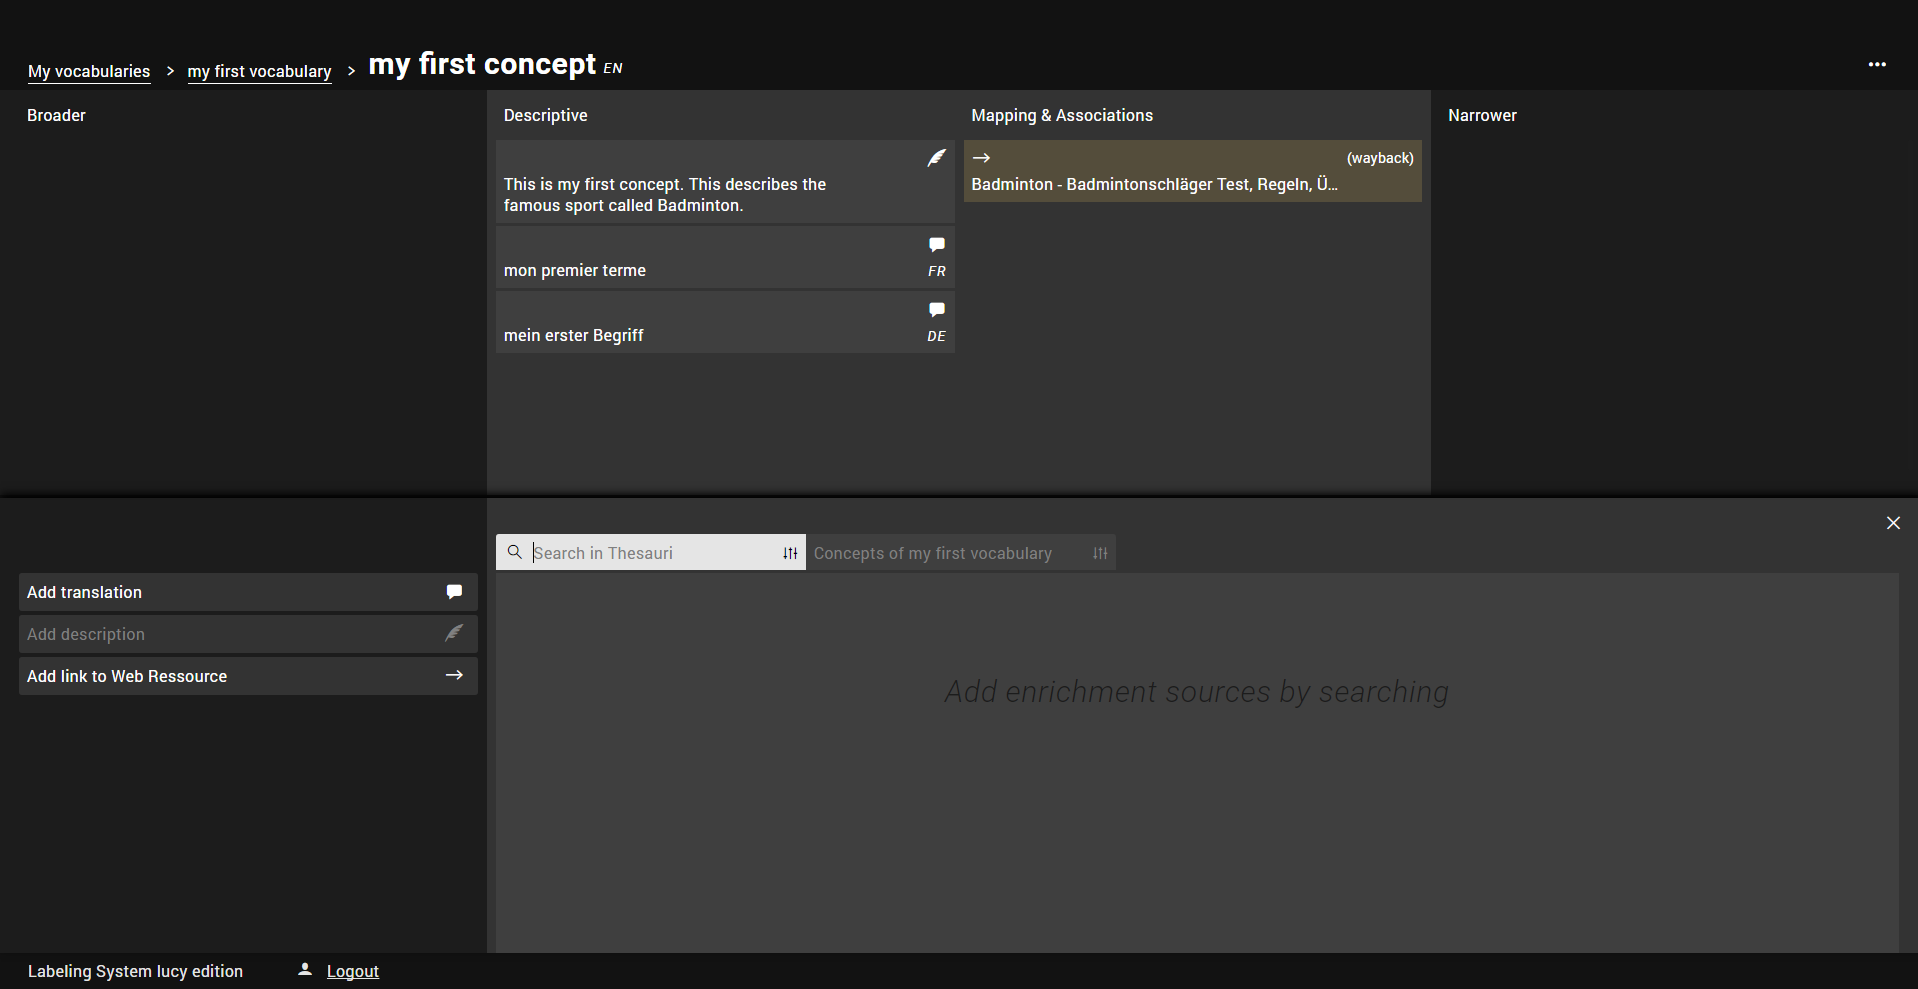 My vocabularies > my first vocabulary > my first concept EN
Broader
Descriptive
This is my first concept. This describes the
famous sport called Badminton.
mon premier terme
FR
mein erster Begriff
DE
Mapping & Associations
(wayback)
Badminton - Badmintonschläger Test, Regeln, Ü...
Narrower
Add translation
Add description
Add link to Web Ressource
Search in Thesauri
Concepts of my first vocabulary
Add enrichment sources by searching
Labeling System lucy edition
Logout